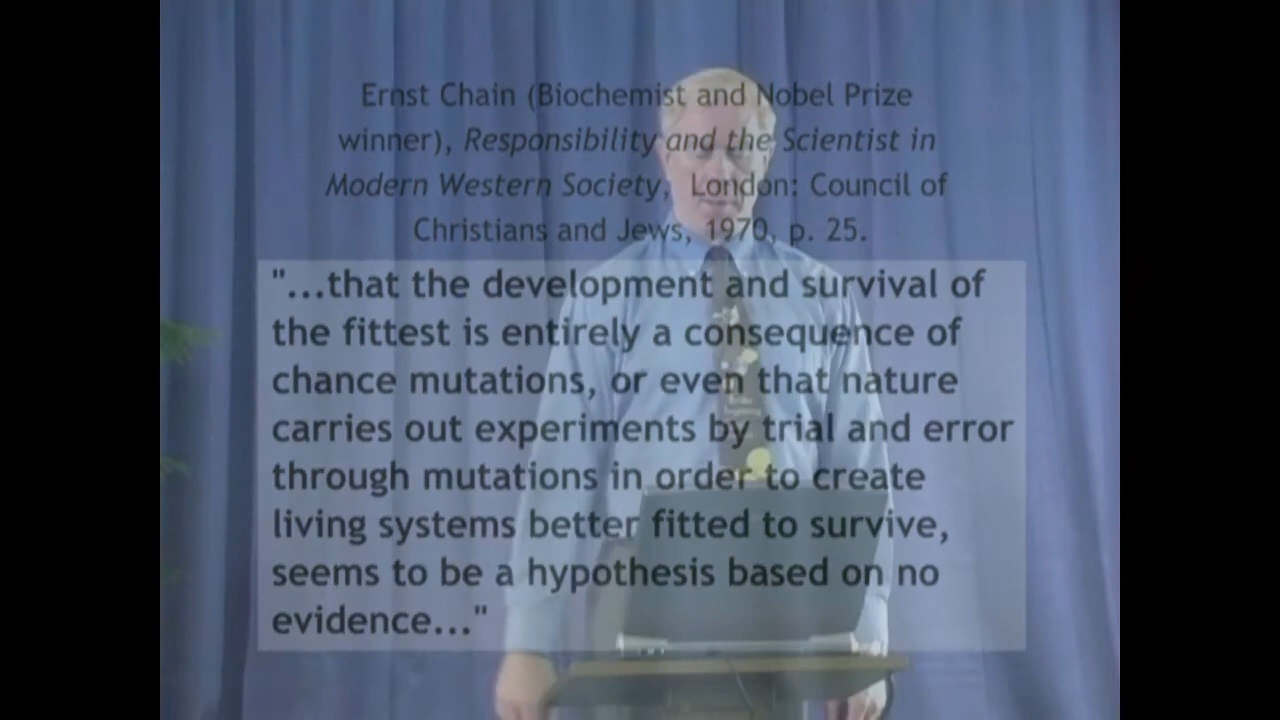 Ernst Chain (Biochemist and Nobel Prize
winner), Responsibility and the Scientist in
Modern Western Society, London: Council of
Christians and Jews, 1970, p. 25.
"...that the development and survival of
the fittest is entirely a consequence of
chance mutations, or even that nature
carries out experiments by trial and error
through mutations in order to create
living systems better fitted to survive,
seems to be a hypothesis based on no
evidence..."